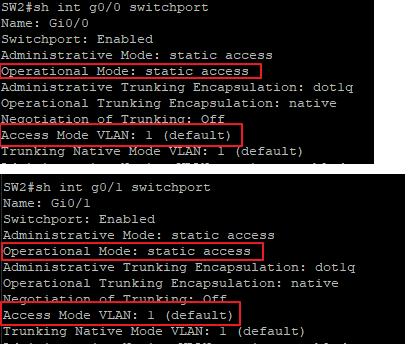 SW2#sh int g0/0 switchport
Name: Gi0/0
Switchport: Enabled
Administrative Mode: static access
Operational Mode: static access
Administrative Trunking Encapsulation: dot1q
Operational Trunking Encapsulation: native
Negotiation of Trunking: Off
Access Mode VLAN: 1 (default)
Trunking Native Mode VLAN: 1 (default)
SW2#sh int g0/1 switchport
Name: Gi0/1
Switchport: Enabled
Administrative Mode: static access
Operational Mode: static access
Administrative Trunking Encapsulation: dot1q
Operational Trunking Encapsulation: native
Negotiation of Trunking: Off
Access Mode VLAN: 1 (default)
Trunking Native Mode VLAN: 1 (default)